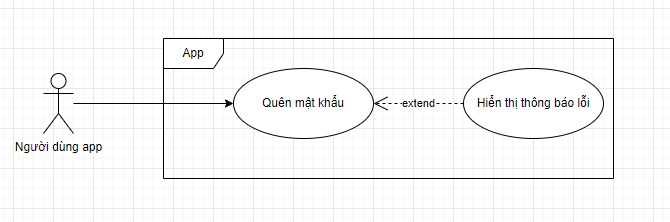 App
Quên mật khẩu
extend
Hiển thị thông báo lỗi
Người dùng app